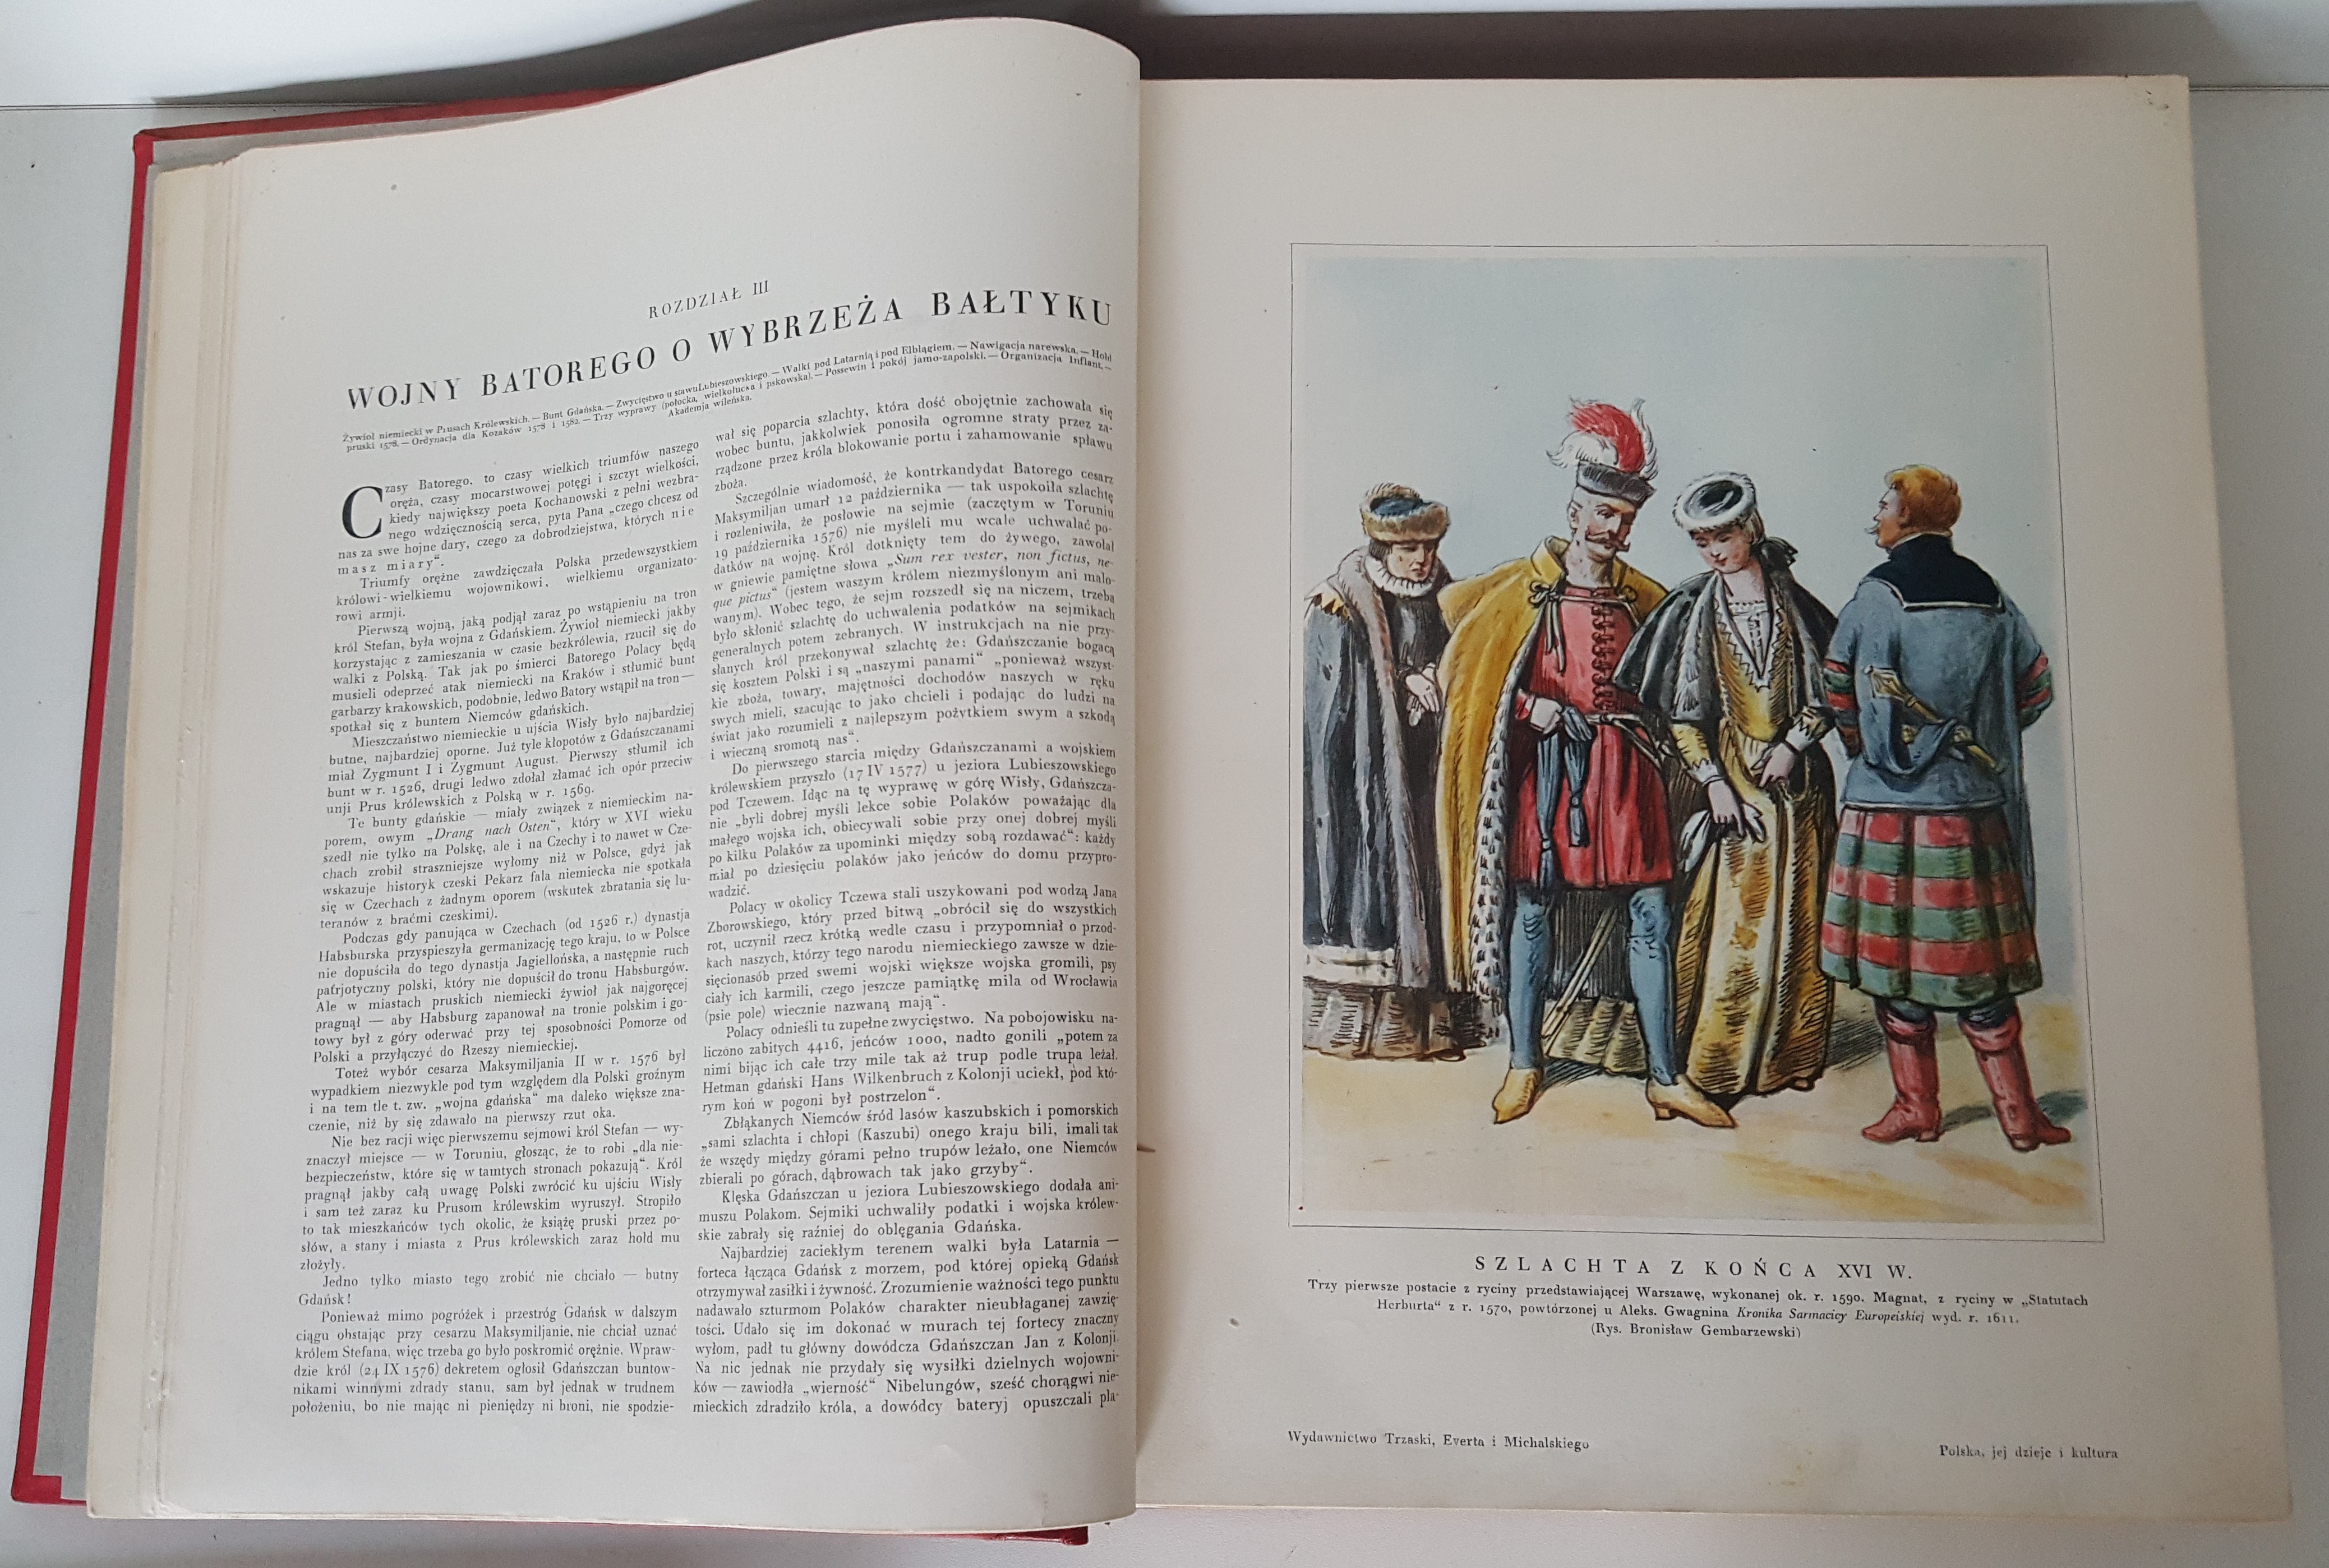 ROZDZIAŁ III
WOJNY BATOREGO O WYBRZEŻA BAŁTYKU
Żywioł niemiecki w Prusach Królewskich. — Bunt Gdańska. — Zwycięstwo u stawu Lubieszowskiego. — Walki pod Latarnią i pod Elblągiem. — Nawigacja narewska. — Hołd
pruski 1578. — Ordynacja dla Kozaków 1578 i 1582. — Trzy wyprawy (połocka, wielkołucka i pskowska). — Possewin i pokój jamo-zapolski. — Organizacja Inflant. —
Akademja wileńska.
Czasy Batorego. to czasy wielkich triumfów naszego
oręża, czasy mocarstwowej potęgi i szczyt wielkości,
kiedy największy poeta Kochanowski z pełni wezbra-
nego wdzięcznością serca, pyta Pana „czego chcesz od
nas za swe hojne dary, czego za dobrodziejstwa, których nie
masz miary“.
Triumfy orężne zawdzięczała Polska przedewszystkiem
królowi-wielkiemu wojownikowi, wielkiemu organizato-
rowi armji.
Pierwszą wojną, jaką podjął zaraz po wstąpieniu na tron
król Stefan, była wojna z Gdańskiem. Żywioł niemiecki jakby
korzystając z zamieszania w czasie bezkrólewia, rzucił się do
walki z Polską. Tak jak po śmierci Batorego Polacy będą
musieli odeprzeć atak niemiecki na Kraków i stłumić bunt
garbarzy krakowskich, podobnie, ledwo Batory wstąpił na tron —
spotkał się z buntem Niemców gdańskich.
Mieszczaństwo niemieckie u ujścia Wisły było najbardziej
butne, najbardziej oporne. Już tyle kłopotów z Gdańszczanami
miał Zygmunt I i Zygmunt August. Pierwszy stłumił ich
bunt w r. 1526, drugi ledwo zdołał złamać ich opór przeciw
unji Prus królewskich z Polską w r. 1569.
Te bunty gdańskie — miały związek z niemieckim na-
porem, owym „Drang nach Osten“, który w XVI wieku
szedł nie tylko na Polskę, ale i na Czechy i to nawet w Cze-
chach zrobił straszniejsze wyłomy niż w Polsce, gdyż jak
wskazuje historyk czeski Pekarz fala niemiecka nie spotkała
się w Czechach z żadnym oporem (wskutek zbratania się lu-
teranów z braćmi czeskimi).
Podczas gdy panująca w Czechach (od 1526 r.) dynastja
Habsburska przyspieszyła germanizację tego kraju, to w Polsce
nie dopuściła do tego dynastja Jagiellońska, a następnie ruch
patrjotyczny polski, który nie dopuścił do tronu Habsburgów.
Ale w miastach pruskich niemiecki żywioł jak najgoręcej
pragnął — aby Habsburg zapanował na tronie polskim i go-
towy był z góry oderwać przy tej sposobności Pomorze od
Polski a przyłączyć do Rzeszy niemieckiej.
Toteż wybór cesarza Maksymiljana II w r. 1576 był
wypadkiem niezwykle pod tym względem dla Polski groźnym
i na tem tle t. zw. „wojna gdańska“ ma daleko większe zna-
czenie, niż by się zdawało na pierwszy rzut oka.
Nie bez racji więc pierwszemu sejmowi król Stefan — wy-
znaczył miejsce — w Toruniu, głosząc, że to robi „dla nie-
bezpieczeństw, które się w tamtych stronach pokazują“. Król
pragnął jakby całą uwagę Polski zwrócić ku ujściu Wisły
i sam też zaraz ku Prusom królewskim wyruszył. Stropiło
to tak mieszkańców tych okolic, że książę pruski przez po-
słów, a stany i miasta z Prus królewskich zaraz hołd mu
złożyły.
Jedno tylko miasto tego zrobić nie chciało — butny
Gdańsk!
Ponieważ mimo pogróżek i przestróg Gdańsk w dalszym
ciągu obstając przy cesarzu Maksymiljanie, nie chciał uznać
królem Stefana, więc trzeba go było poskromić orężnie. Wpraw-
dzie król (24 IX 1576) dekretem ogłosił Gdańszczan buntow-
nikami winnymi zdrady stanu, sam był jednak w trudnem
położeniu, bo nie mając ni pieniędzy ni broni, nie spodzie-
wał się poparcia szlachty, która dość obojętnie zachowała się
wobec buntu, jakkolwiek ponosiła ogromne straty przez za-
rządzone przez króla blokowanie portu i zahamowanie spławu
zboża.
Szczególnie wiadomość, że kontrkandydat Batorego cesarz
Maksymiljan umarł 12 października — tak uspokoiła szlachtę
i rozleniwiła, że posłowie na sejmie (zaczętym w Toruniu
19 października 1576) nie myśleli mu wcale uchwalać po-
datków na wojnę. Król dotknięty tem do żywego, zawołał
w gniewie pamiętne słowa „Sum rex vester, non fictus, ne-
que pictus“ (jestem waszym królem niezmyślonym ani malo-
wanym). Wobec tego, że sejm rozszedł się na niczem, trzeba
było skłonić szlachtę do uchwalenia podatków na sejmikach
generalnych potem zebranych. W instrukcjach na nie przy-
słanych król przekonywał szlachtę że: Gdańszczanie bogacą
się kosztem Polski i są „naszymi panami“ „ponieważ wszyst-
kie zboża, towary, majętności dochodów naszych w ręku
swych mieli, szacując to jako chcieli i podając do ludzi na
świat jako rozumieli z najlepszym pożytkiem swym a szkodą
i wieczną sromotą nas“.
Do pierwszego starcia między Gdańszczanami a wojskiem
królewskiem przyszło (17 IV 1577) u jeziora Lubieszowskiego
pod Tczewem. Idąc na tę wyprawę w górę Wisły, Gdańszcza-
nie „byli dobrej myśli lekce sobie Polaków poważając dla
małego wojska ich, obiecywali sobie przy onej dobrej myśli
po kilku Polaków za upominki między sobą rozdawać“: każdy
miał po dziesięciu polaków jako jeńców do domu przypro-
wadzić.
Polacy w okolicy Tczewa stali uszykowani pod wodzą Jana
Zborowskiego, który przed bitwą „obrócił się do wszystkich
rot, uczynił rzecz krótką wedle czasu i przypomniał o przod-
kach naszych, którzy tego narodu niemieckiego zawsze w dzie-
sięcionasób przed swemi wojski większe wojska gromili, psy
ciały ich karmili, czego jeszcze pamiątkę mila od Wrocławia
(psie pole) wiecznie nazwaną mają“.
Polacy odnieśli tu zupełne zwycięstwo. Na pobojowisku na-
liczono zabitych 4416, jeńców 1000, nadto gonili „potem za
nimi bijąc ich całe trzy mile tak aż trup podle trupa leżał.
Hetman gdański Hans Wilkenbruch z Kolonji uciekł, pod któ-
rym koń w pogoni był postrzelon“.
Zbłąkanych Niemców śród lasów kaszubskich i pomorskich
„sami szlachta i chłopi (Kaszubi) onego kraju bili, imali tak
że wszędy między górami pełno trupów leżało, one Niemców
zbierali po górach, dąbrowach tak jako grzyby“.
Klęska Gdańszczan u jeziora Lubieszowskiego dodała ani-
muszu Polakom. Sejmiki uchwaliły podatki i wojska królew-
skie zabrały się raźniej do oblęgania Gdańska.
Najbardziej zaciekłym terenem walki była Latarnia —
forteca łącząca Gdańsk z morzem, pod której opieką Gdańsk
otrzymywał zasiłki i żywność. Zrozumienie ważności tego punktu
nadawało szturmom Polaków charakter nieubłaganej zawzię-
tości. Udało się im dokonać w murach tej fortecy znaczny
wyłom, padł tu główny dowódca Gdańszczan Jan z Kolonji.
Na nic jednak nie przydały się wysiłki dzielnych wojowni-
ków — zawiodła „wierność“ Nibelungów, sześć chorągwi nie-
mieckich zdradziło króla, a dowódcy bateryj opuszczali pla-
SZLACHTA Z KOŃCA XVI W.
Trzy pierwsze postacie z ryciny przedstawiającej Warszawę, wykonanej ok. r. 1590. Magnat, z ryciny w „Statutach
Herburta“ z r. 1570, powtórzonej u Aleks. Gwagnina Kronika Sarmacicy Europeiskiej wyd. r. 1611.
(Rys. Bronisław Gembarzewski)
Wydawnictwo Trzaski, Everta i Michalskiego
Polska, jej dzieje i kultura